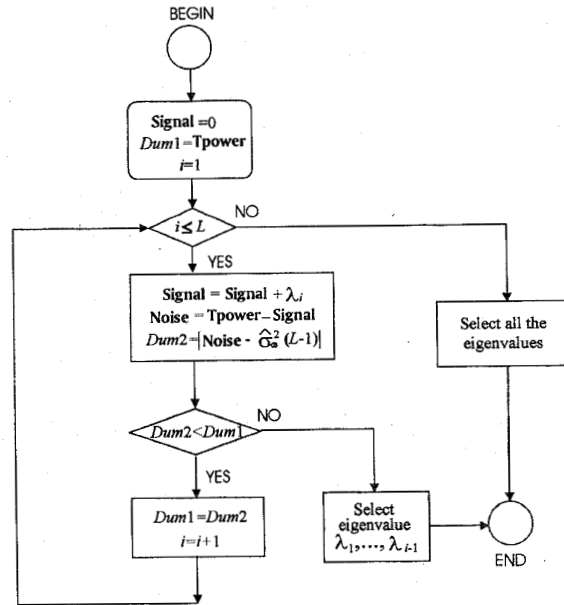 BEGIN
Signal =0
Dum1=Tpower
i=1
i≤L
NO
YES
Signal = Signal + λi
Noise = Tpower–Signal
Dum2=|Noise - σ̂²ₙ (L-1)|
Select all the
eigenvalues
Dum2<Dum1
NO
YES
Dum1=Dum2
i=i+1
Select
eigenvalue
λ1,..., λi-1
END